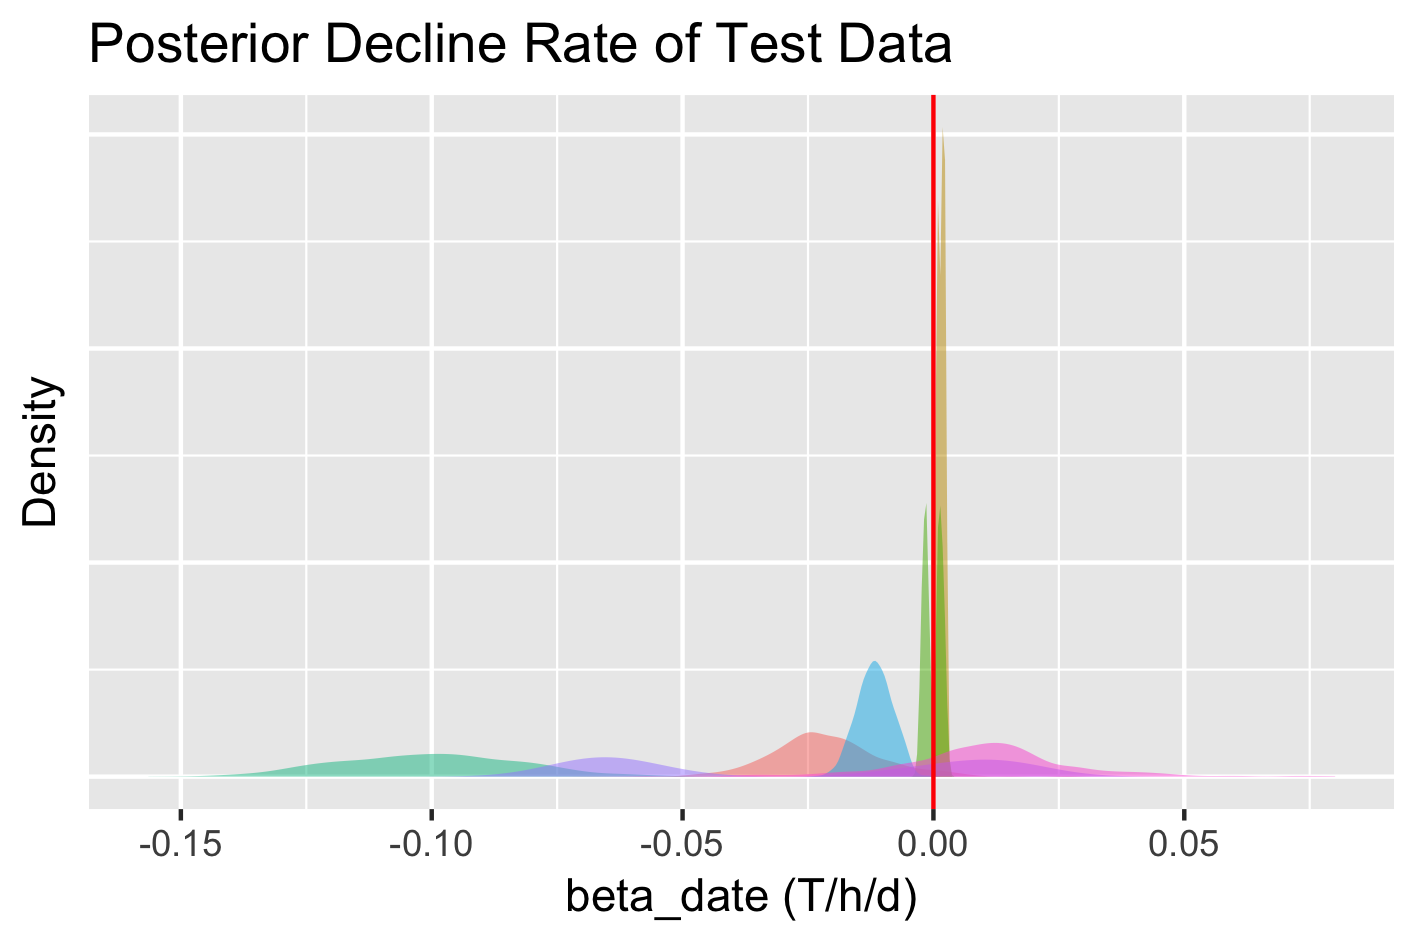 Posterior Decline Rate of Test Data
Density
-0.15 -0.10 -0.05 0.00 0.05
beta_date (T/h/d)